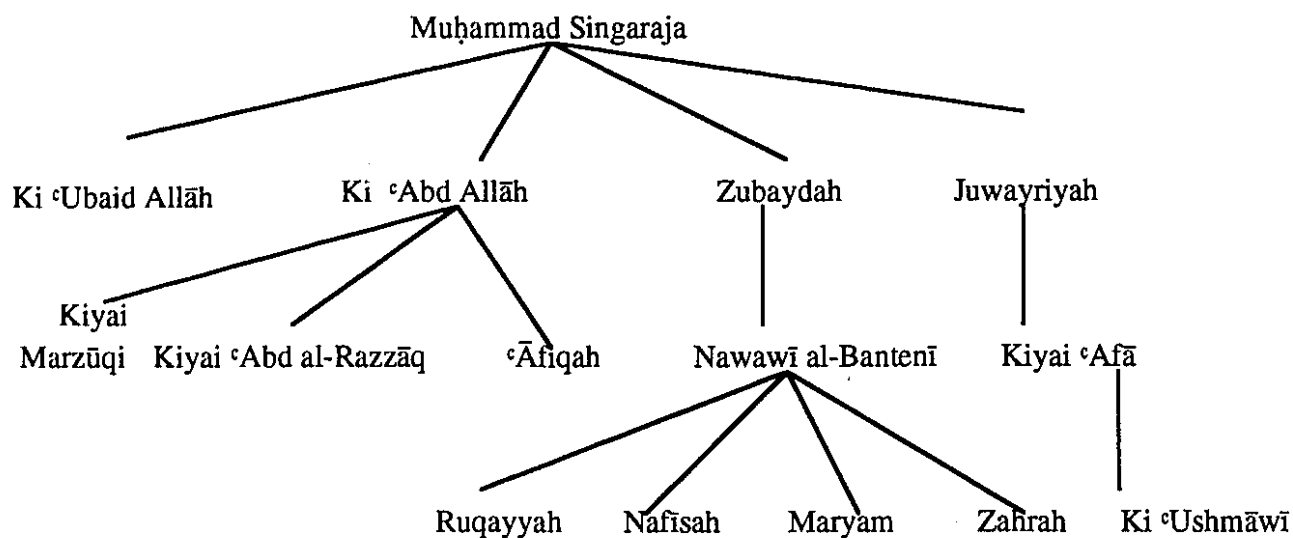 Muḥammad Singaraja
Ki ᶜUbaid Allāh Ki ᶜAbd Allāh Zubaydah Juwayriyah
Kiyai
Marzūqi Kiyai ᶜAbd al-Razzāq ᶜĀfiqah Nawawī al-Bantenī Kiyai ᶜAfā
Ruqayyah Nafīsah Maryam Zahrah Ki ᶜUshmāwī